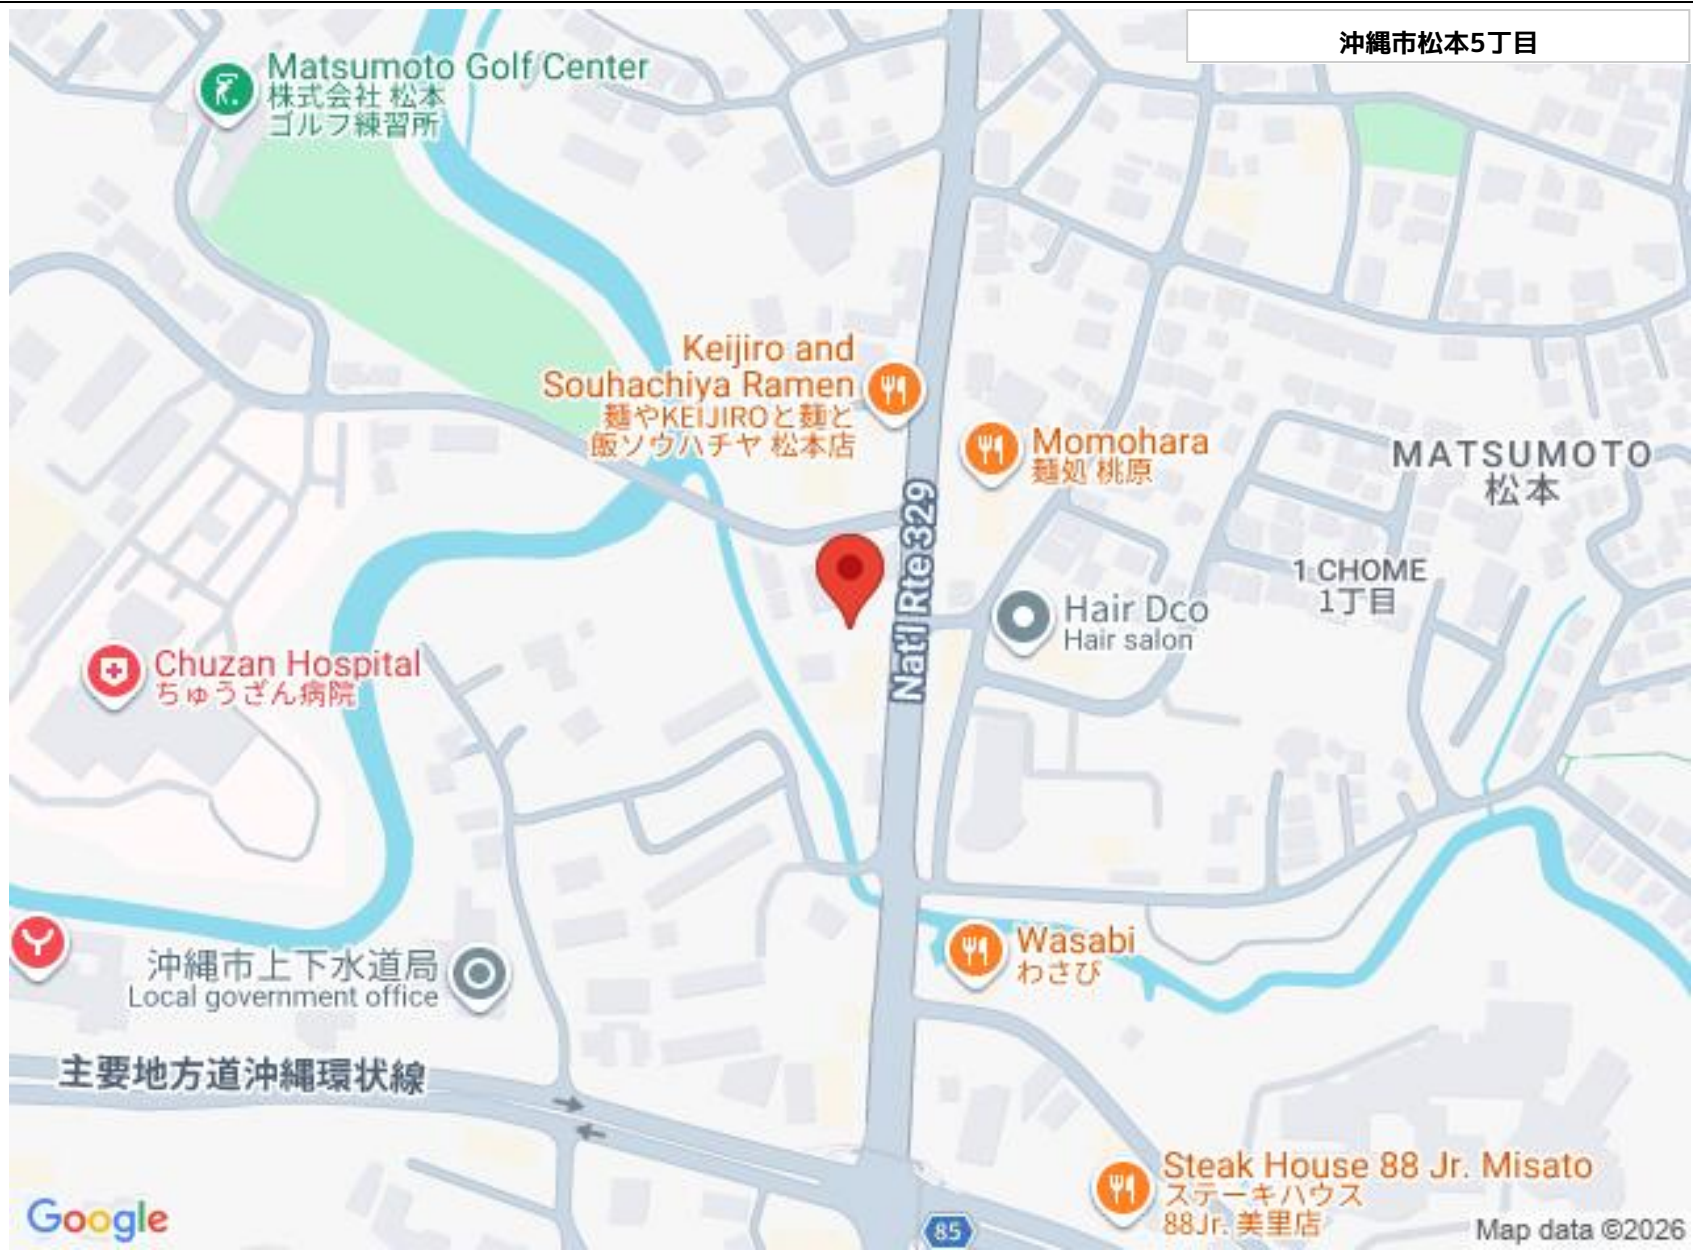 沖縄市松本5丁目
Matsumoto Golf Center
株式会社 松本
ゴルフ練習所
Keijiro and
Souhachiya Ramen
麺やKEIJIROと麺と
飯ソウハチヤ 松本店
Momohara
麺処 桃原
MATSUMOTO
松本
Nat'l Rte 329
1 CHOME
1丁目
Hair Dco
Hair salon
Chuzan Hospital
ちゅうざん病院
Wasabi
わさび
沖縄市上下水道局
Local government office
主要地方道沖縄環状線
Steak House 88 Jr. Misato
ステーキハウス
88Jr. 美里店
85
Google
Map data ©2026